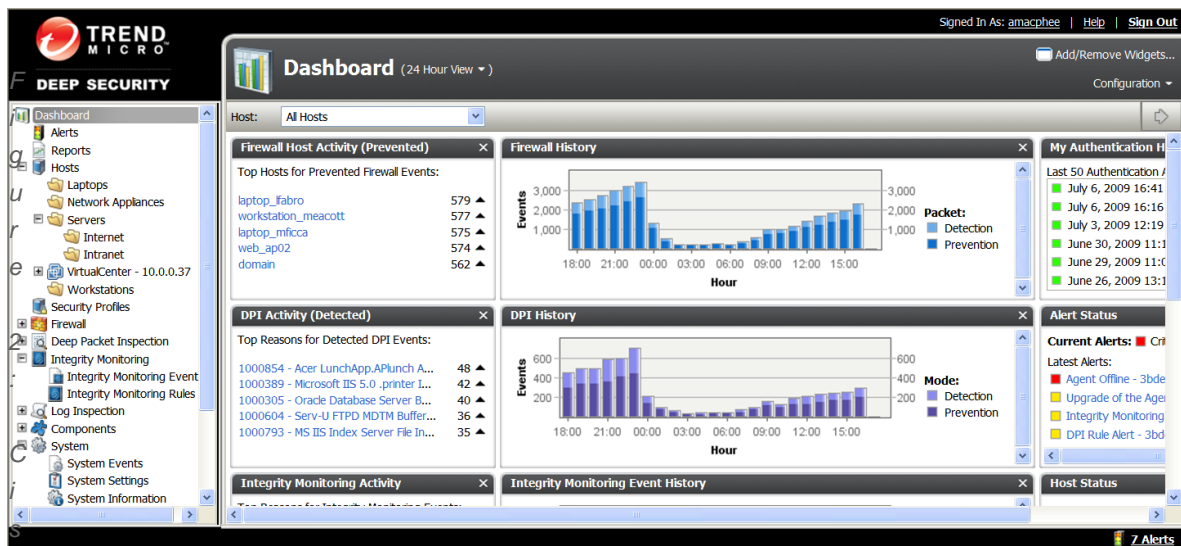 TREND
MICRO
DEEP SECURITY
Signed In As: amacphee | Help | Sign Out
Dashboard (24 Hour View ▾)
Add/Remove Widgets...
Configuration ▾
Figure 2: Cis
Dashboard
Alerts
Reports
Hosts
Laptops
Network Appliances
Servers
Internet
Intranet
VirtualCenter - 10.0.0.37
Workstations
Security Profiles
Firewall
Deep Packet Inspection
Integrity Monitoring
Integrity Monitoring Event
Integrity Monitoring Rules
Log Inspection
Components
System
System Events
System Settings
System Information
Host: All Hosts
Firewall Host Activity (Prevented)
Top Hosts for Prevented Firewall Events:
laptop_lfabro 579
workstation_meacott 577
laptop_mficca 575
web_ap02 574
domain 562
Firewall History
Events
3,000 3,000
2,000 2,000
1,000 1,000
18:00 21:00 00:00 03:00 06:00 09:00 12:00 15:00
Hour
Packet:
Detection
Prevention
My Authentication H
Last 50 Authentication A
July 6, 2009 16:41
July 6, 2009 16:16
July 3, 2009 12:19
June 30, 2009 11:1
June 29, 2009 11:0
June 26, 2009 13:1
DPI Activity (Detected)
Top Reasons for Detected DPI Events:
1000854 - Acer LunchApp.APlunch A... 48
1000389 - Microsoft IIS 5.0 .printer I... 42
1000305 - Oracle Database Server B... 40
1000604 - Serv-U FTPD MDTM Buffer... 36
1000793 - MS IIS Index Server File In... 35
DPI History
Events
600 600
400 400
200 200
18:00 21:00 00:00 03:00 06:00 09:00 12:00 15:00
Hour
Mode:
Detection
Prevention
Alert Status
Current Alerts: Cri
Latest Alerts:
Agent Offline - 3bde
Upgrade of the Age
Integrity Monitoring
DPI Rule Alert - 3bd
Integrity Monitoring Activity
Top Reasons for Integrity Monitoring Events:
Integrity Monitoring Event History
Host Status
7 Alerts